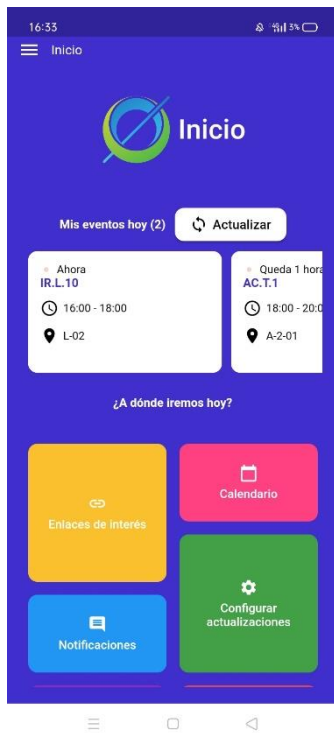 16:33
4G 3%
Inicio
Inicio
Mis eventos hoy (2)
Actualizar
Ahora
IR.L.10
16:00 - 18:00
L-02
Queda 1 hora
AC.T.1
18:00 - 20:0
A-2-01
¿A dónde iremos hoy?
Enlaces de interés
Calendario
Configurar
actualizaciones
Notificaciones